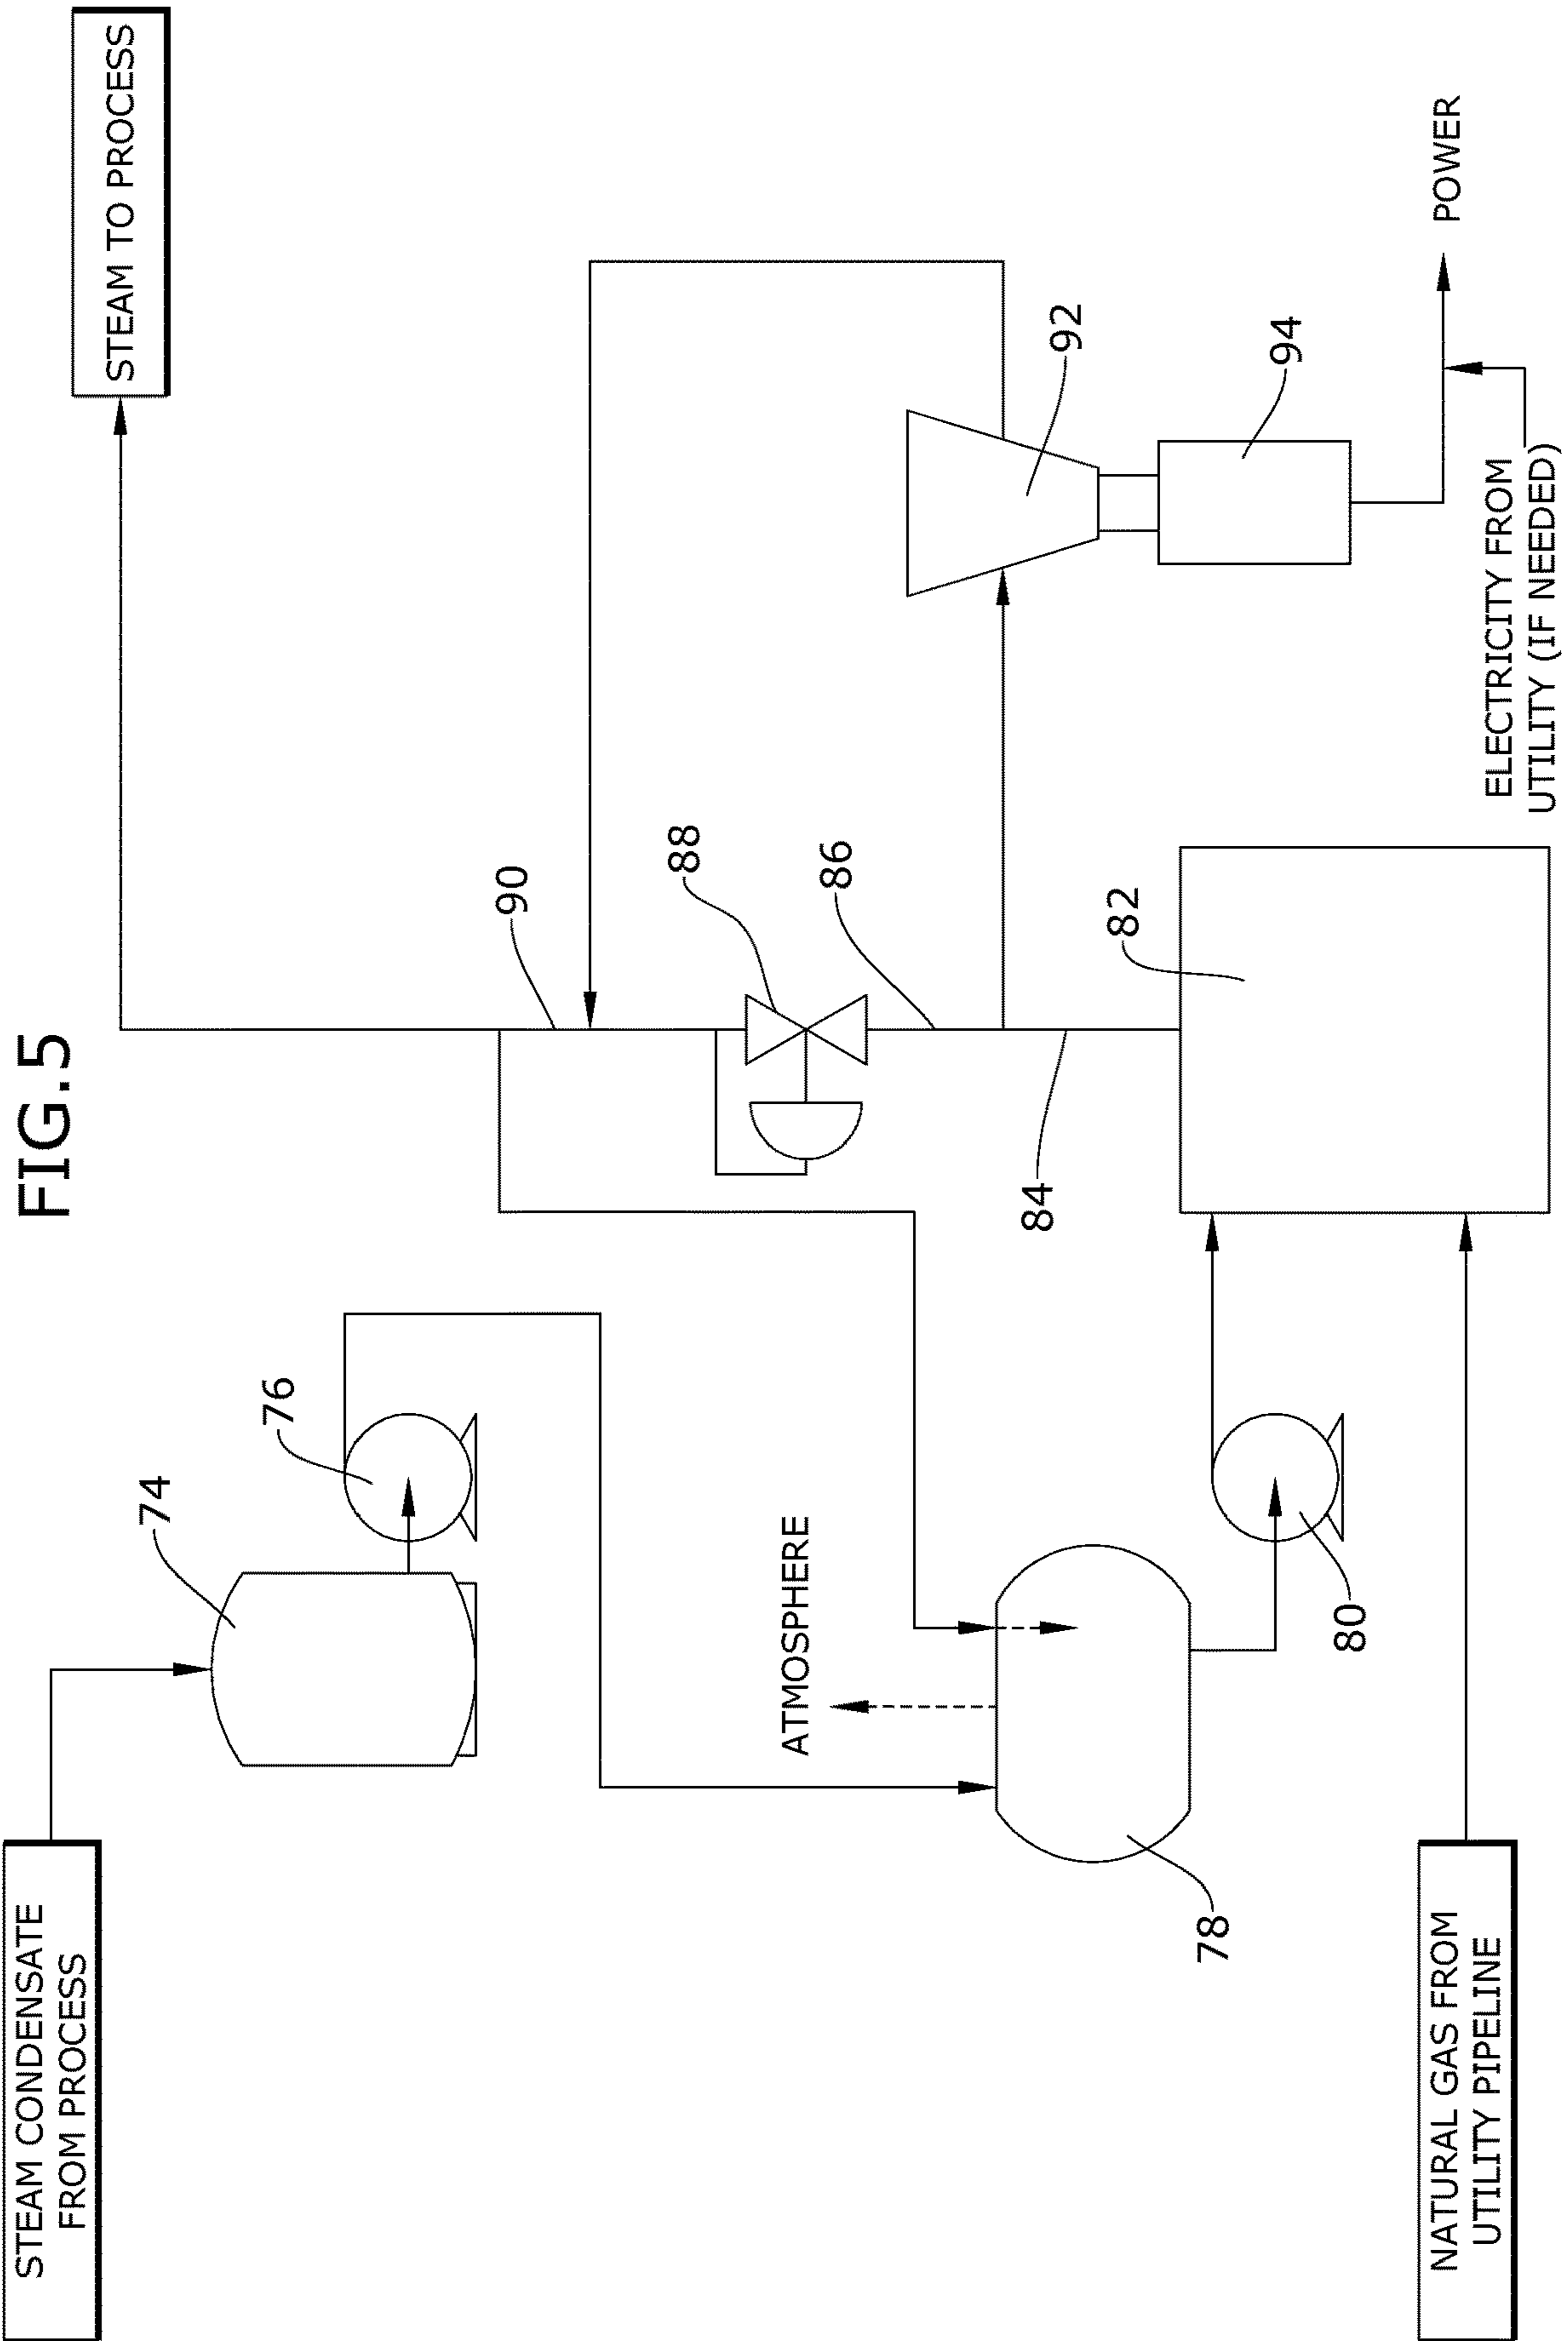 FIG.5
STEAM CONDENSATE
FROM PROCESS
STEAM TO PROCESS
74
76
90
88
86
92
ATMOSPHERE
84
82
94
POWER
78
80
ELECTRICITY FROM
UTILITY (IF NEEDED)
NATURAL GAS FROM
UTILITY PIPELINE